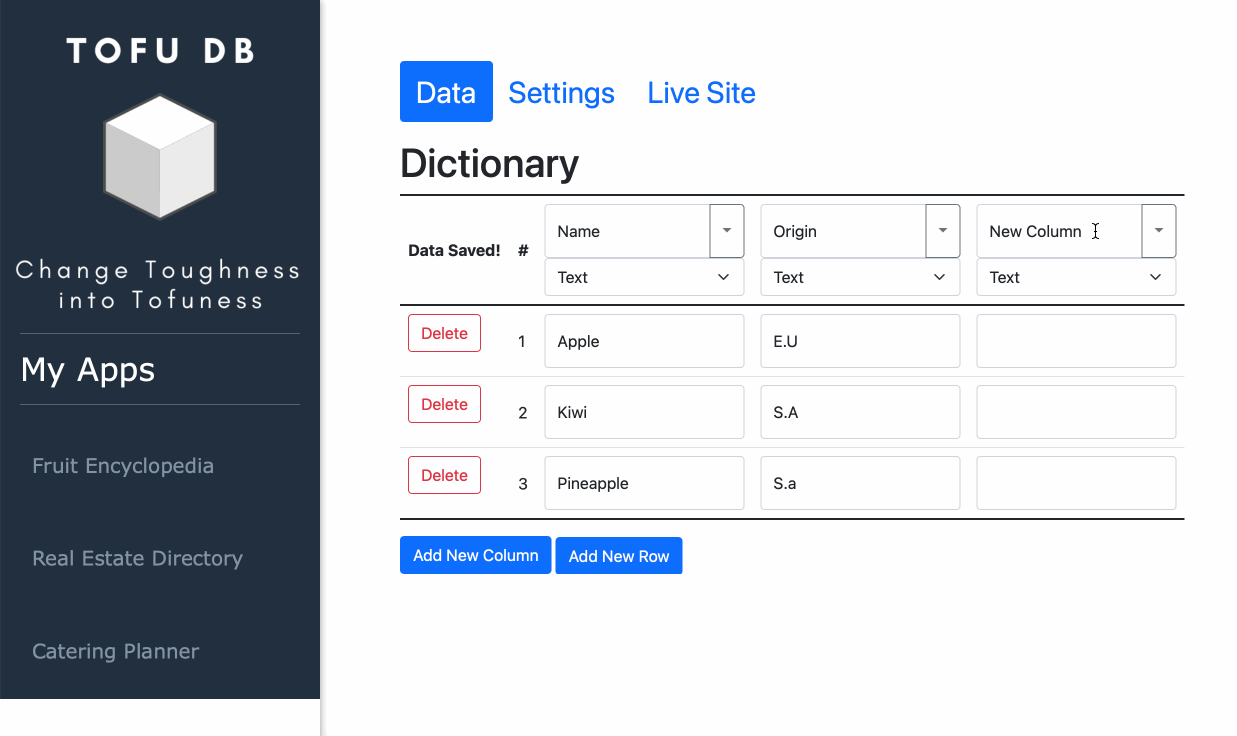 TOFU DB
Change Toughness
into Tofuness
My Apps
Fruit Encyclopedia
Real Estate Directory
Catering Planner
Data Settings Live Site
Dictionary
Data Saved! # Name Origin New Column
Text Text Text
Delete 1 Apple E.U
Delete 2 Kiwi S.A
Delete 3 Pineapple S.a
Add New Column Add New Row